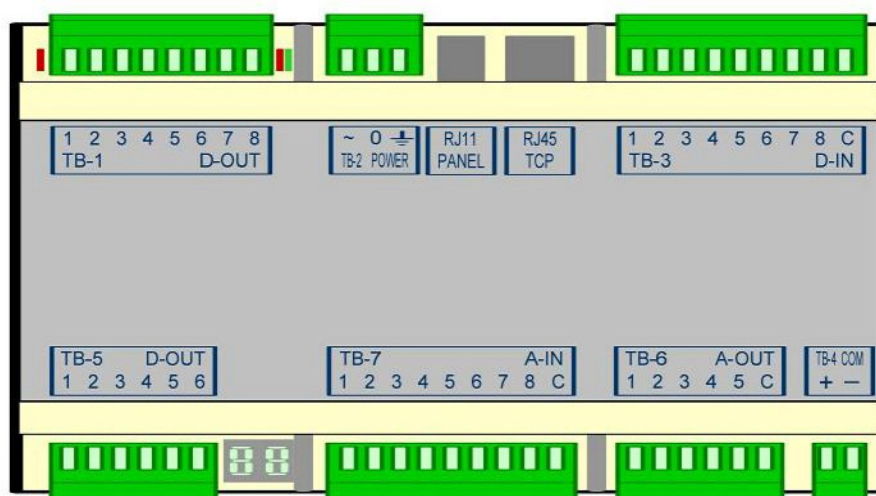 1 2 3 4 5 6 7 8
TB-1 D-OUT
~ 0 ⏚
TB-2 POWER
RJ11
PANEL
RJ45
TCP
1 2 3 4 5 6 7 8 C
TB-3 D-IN
TB-5 D-OUT
1 2 3 4 5 6
TB-7 A-IN
1 2 3 4 5 6 7 8 C
TB-6 A-OUT
1 2 3 4 5 C
TB-4 COM
+ −
88